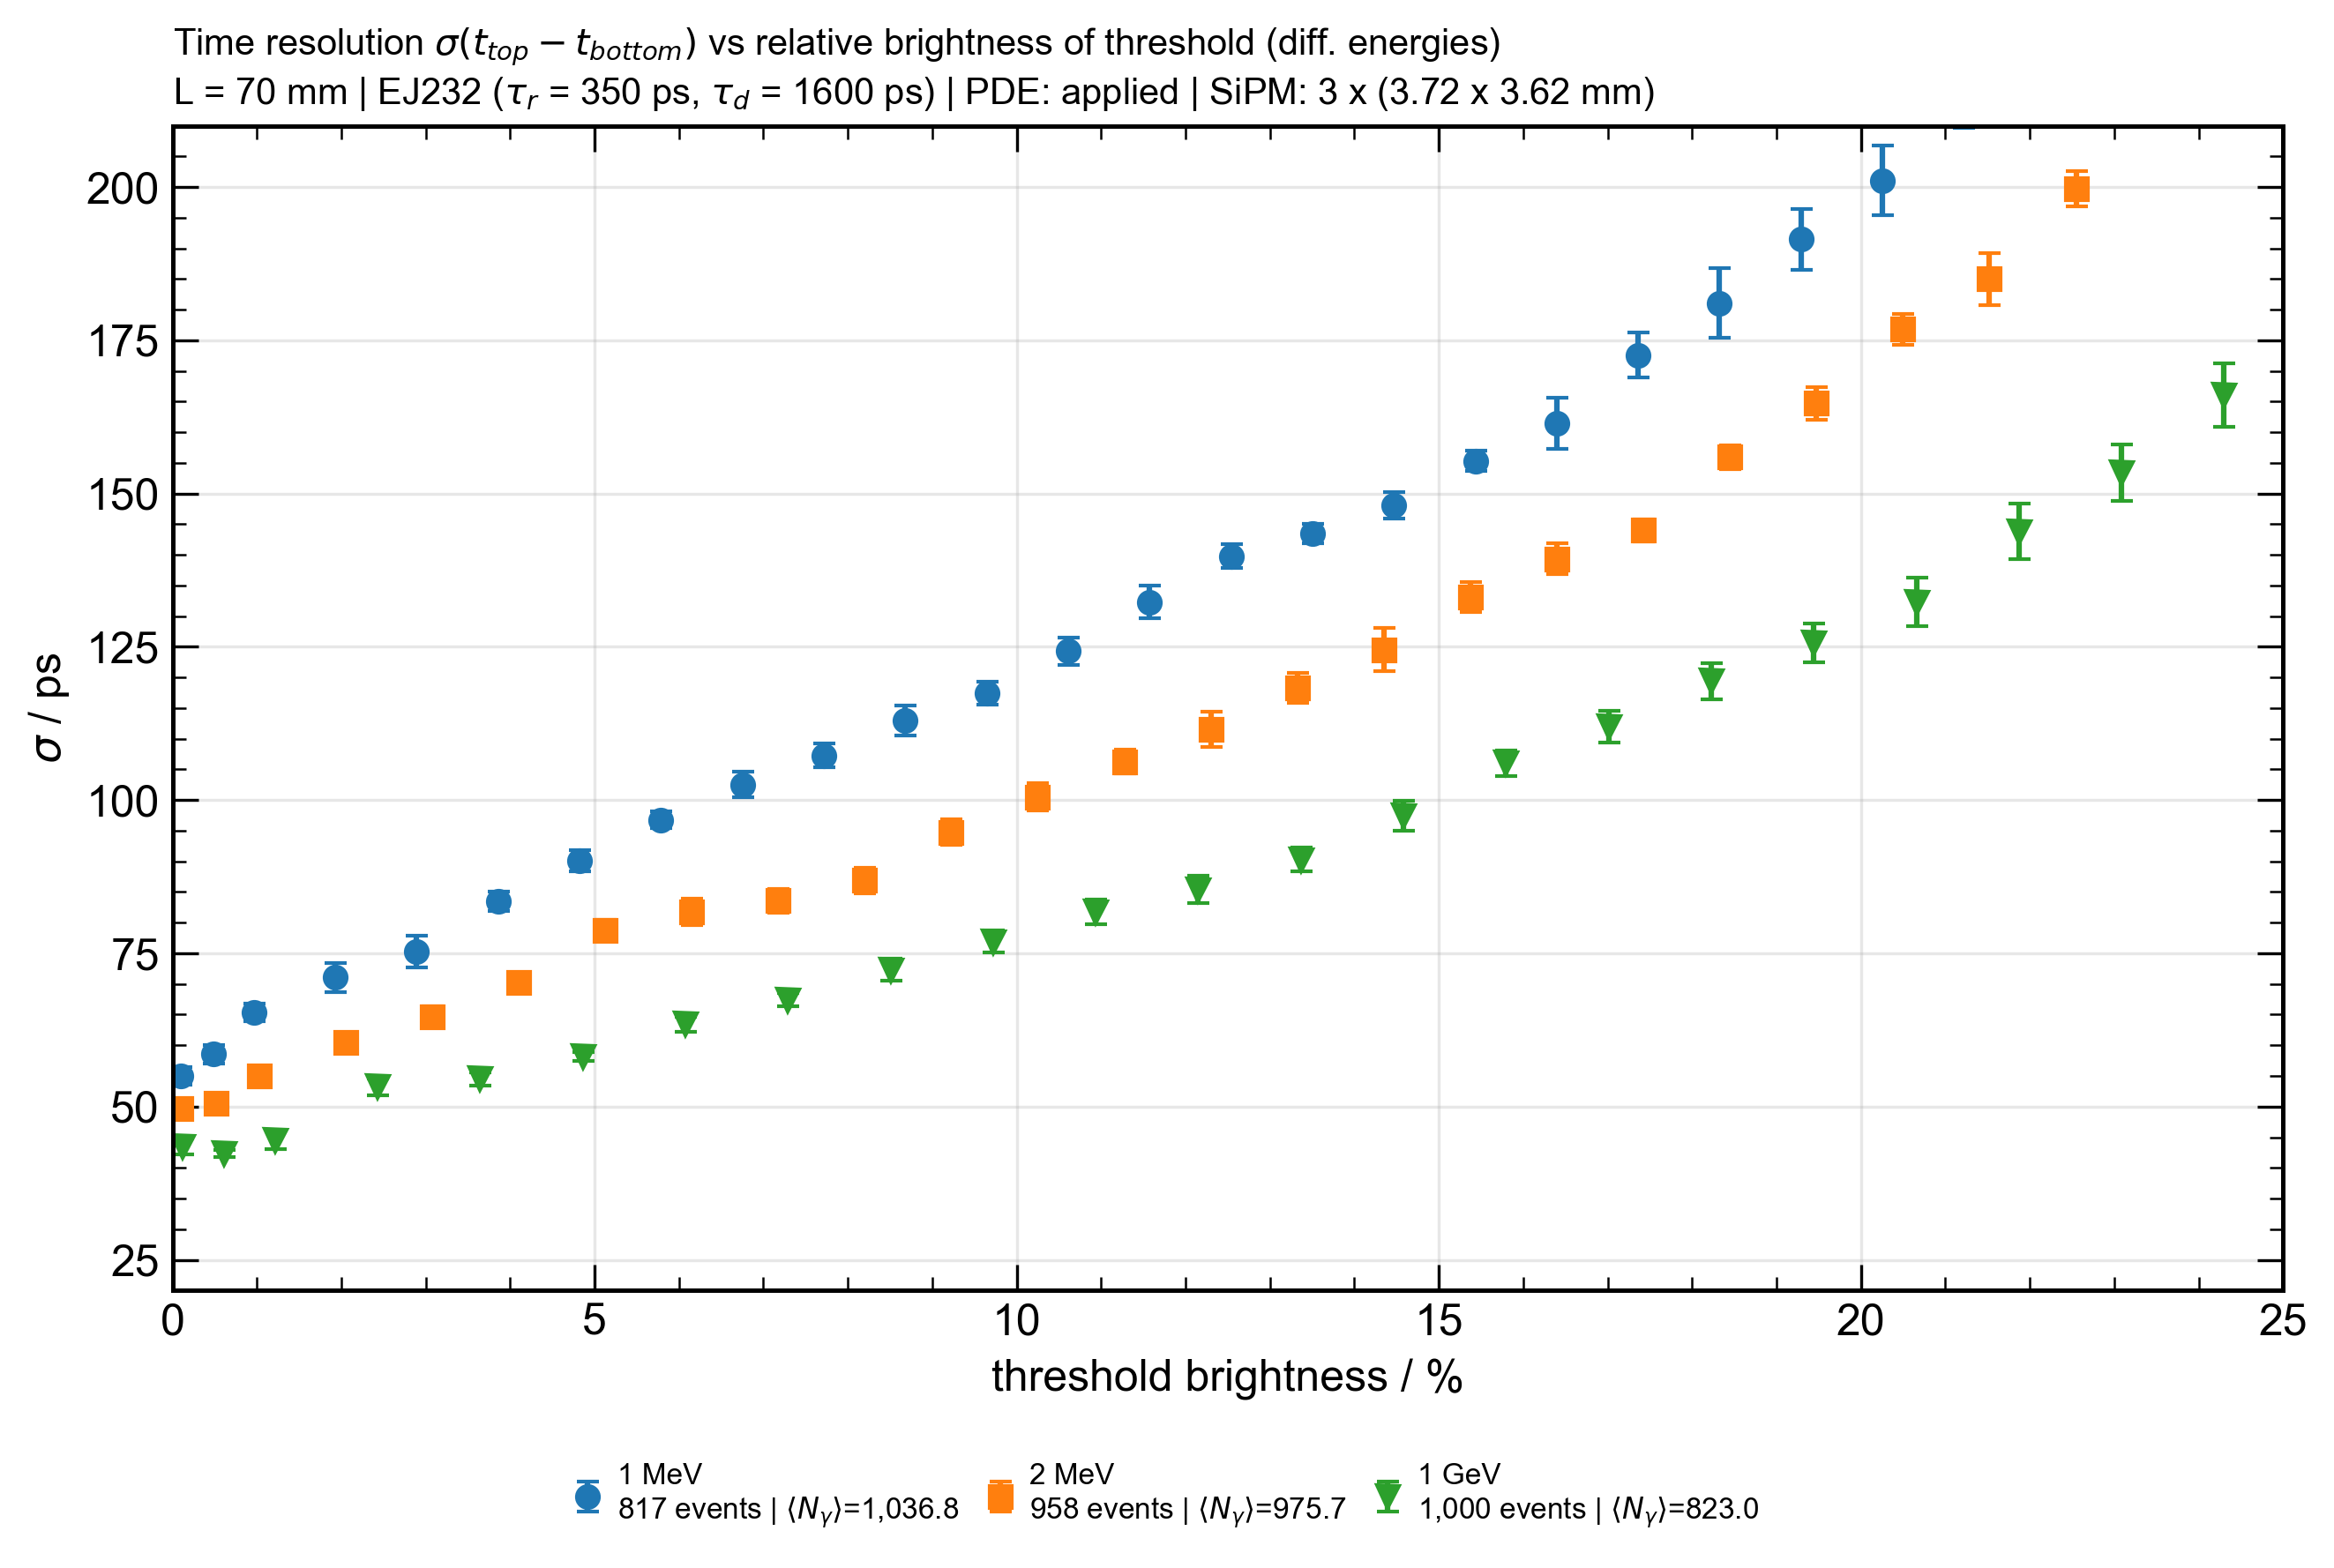 Time resolution σ(t_top − t_bottom) vs relative brightness of threshold (diff. energies)
L = 70 mm | EJ232 (τ_r = 350 ps, τ_d = 1600 ps) | PDE: applied | SiPM: 3 x (3.72 x 3.62 mm)
200
175
150
125
100
75
50
25
σ / ps
0 5 10 15 20 25
threshold brightness / %
1 MeV
817 events | ⟨N_γ⟩=1,036.8
2 MeV
958 events | ⟨N_γ⟩=975.7
1 GeV
1,000 events | ⟨N_γ⟩=823.0